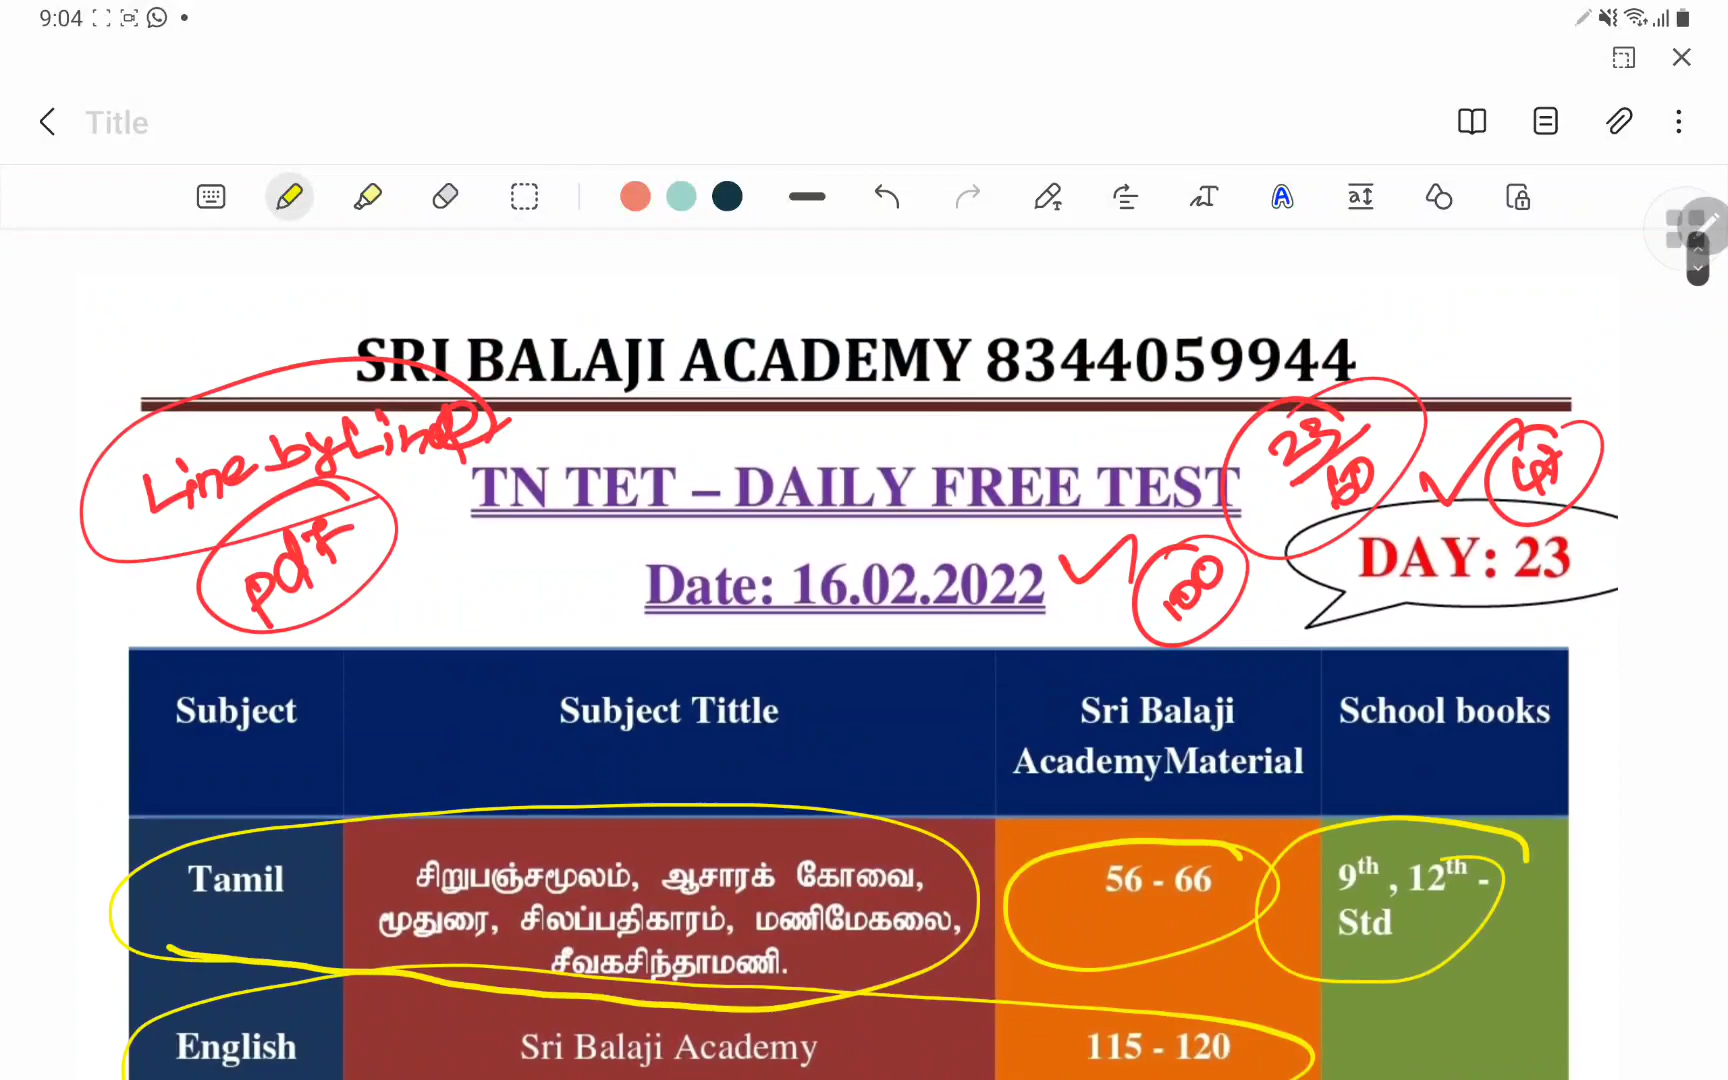 9:04
Title
SRI BALAJI ACADEMY 8344059944
Line by Line
pdf
TN TET – DAILY FREE TEST
23/60
DAY: 23
Date: 16.02.2022
100
Subject Subject Tittle Sri Balaji AcademyMaterial School books
Tamil சிறுபஞ்சமூலம், ஆசாரக் கோவை, 56 - 66 9th , 12th -
மூதுரை, சிலப்பதிகாரம், மணிமேகலை, Std
சீவகசிந்தாமணி.
English Sri Balaji Academy 115 - 120